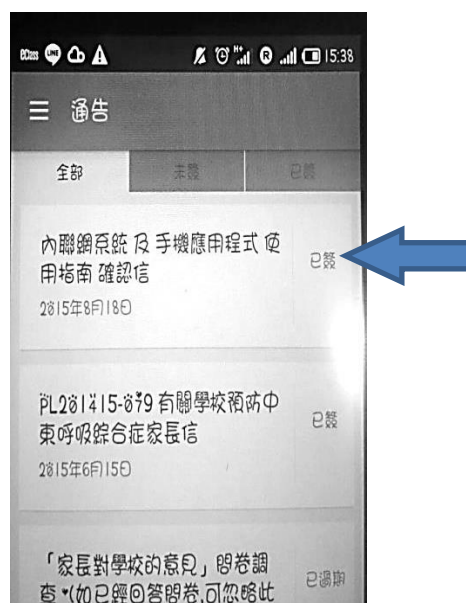 eClass LINE H+ R 15:38
通告
全部 未簽 已簽
內聯網系統 及 手機應用程式 使
用指南 確認信
已簽
2015年8月18日
PL201415-079 有關學校預防中
東呼吸綜合症家長信
已簽
2015年6月15日
「家長對學校的意見」問卷調
查 "(如已經回答問卷,可忽略此
已過期